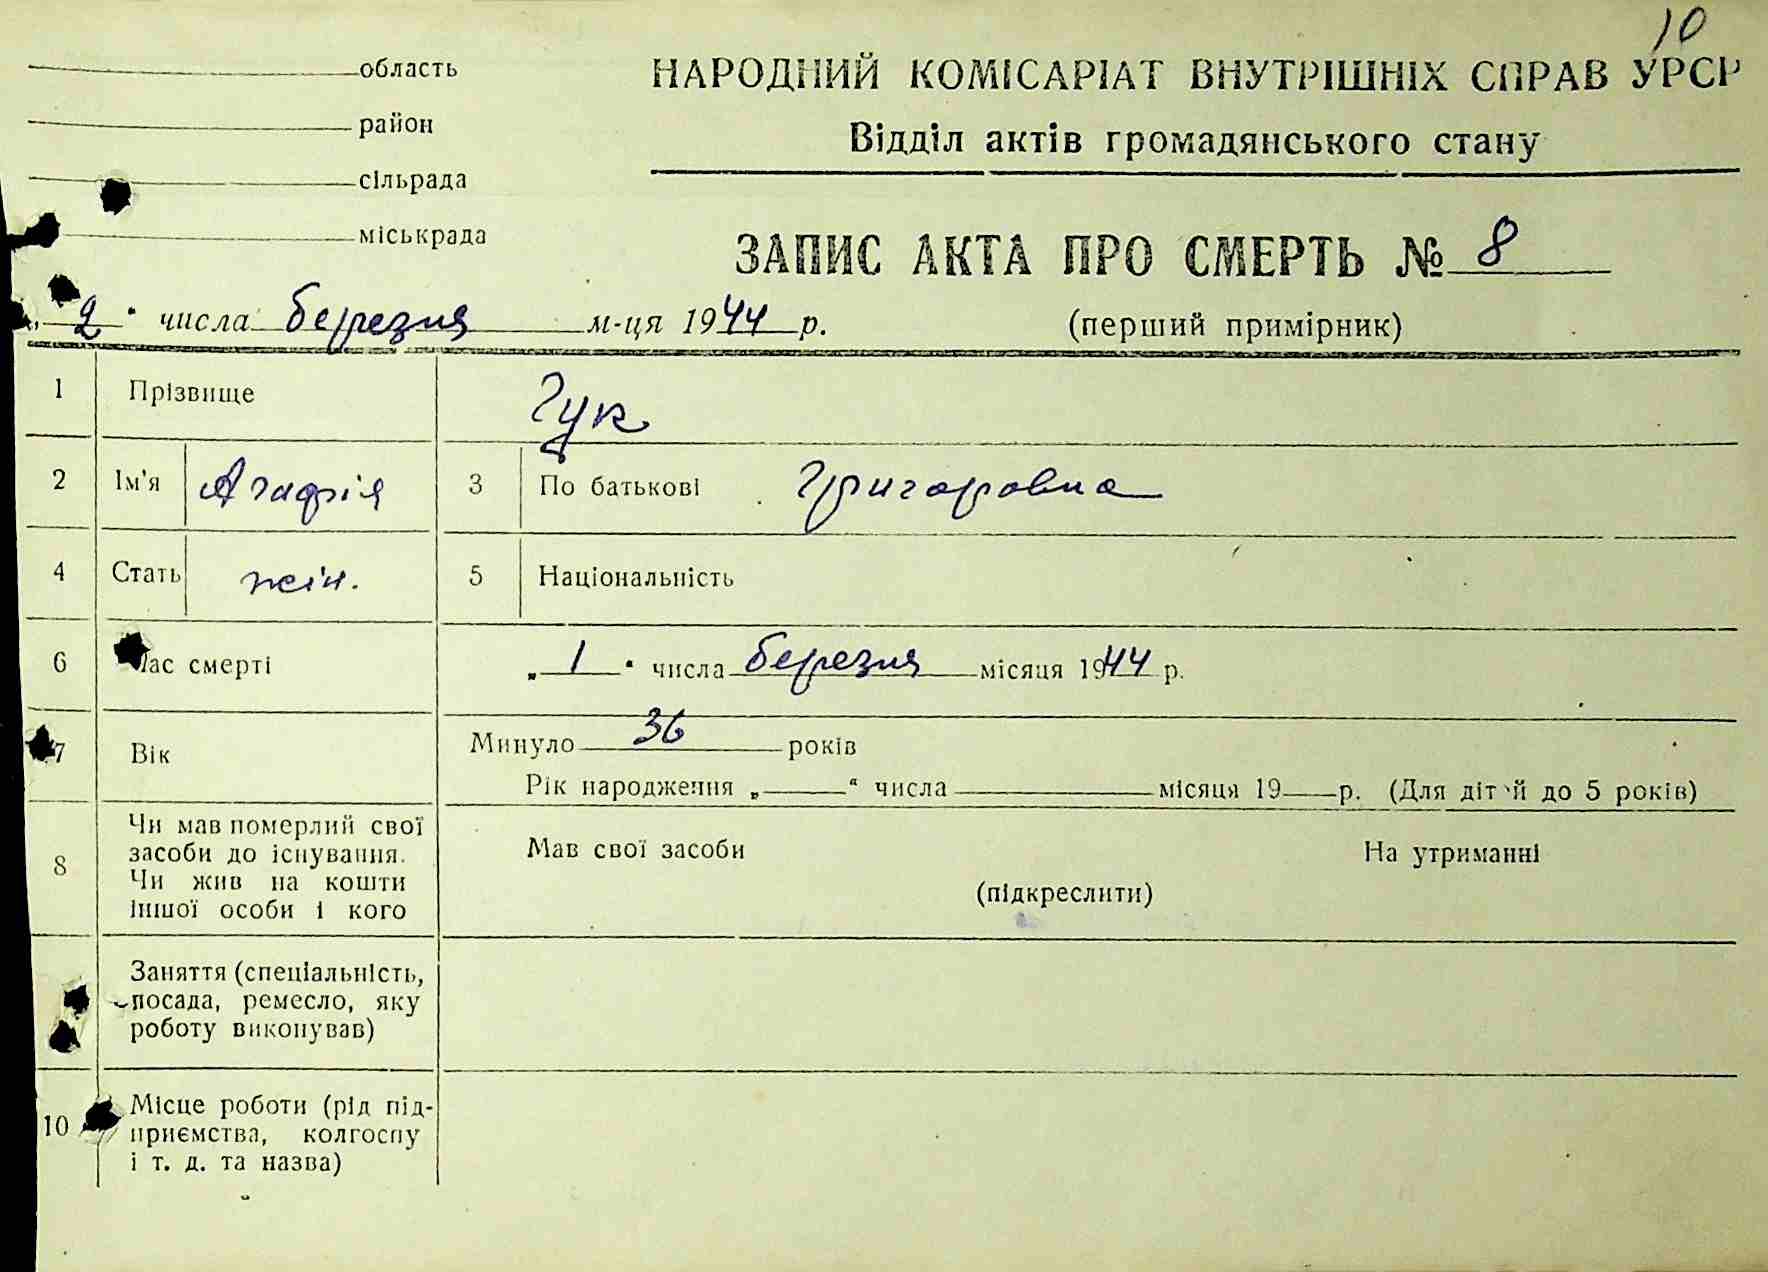 10
область
район
сільрада
міськрада
НАРОДНИЙ КОМІСАРІАТ ВНУТРІШНІХ СПРАВ УРСР
Відділ актів громадянського стану
ЗАПИС АКТА ПРО СМЕРТЬ № 8
„ 2 " числа березня м-ця 1944 р.
(перший примірник)
1 Прізвище Гук
2 Ім'я Агафія 3 По батькові Григоровна
4 Стать жін. 5 Національність
6 Час смерті „ 1 " числа березня місяця 1944 р.
7 Вік Минуло 36 років
Рік народження „ " числа місяця 19 р. (Для дітей до 5 років)
8 Чи мав померлий свої
засоби до існування.
Чи жив на кошти
іншої особи і кого
Мав свої засоби На утриманні
(підкреслити)
Заняття (спеціальність,
посада, ремесло, яку
роботу виконував)
10 Місце роботи (рід під-
приємства, колгоспу
і т. д. та назва)